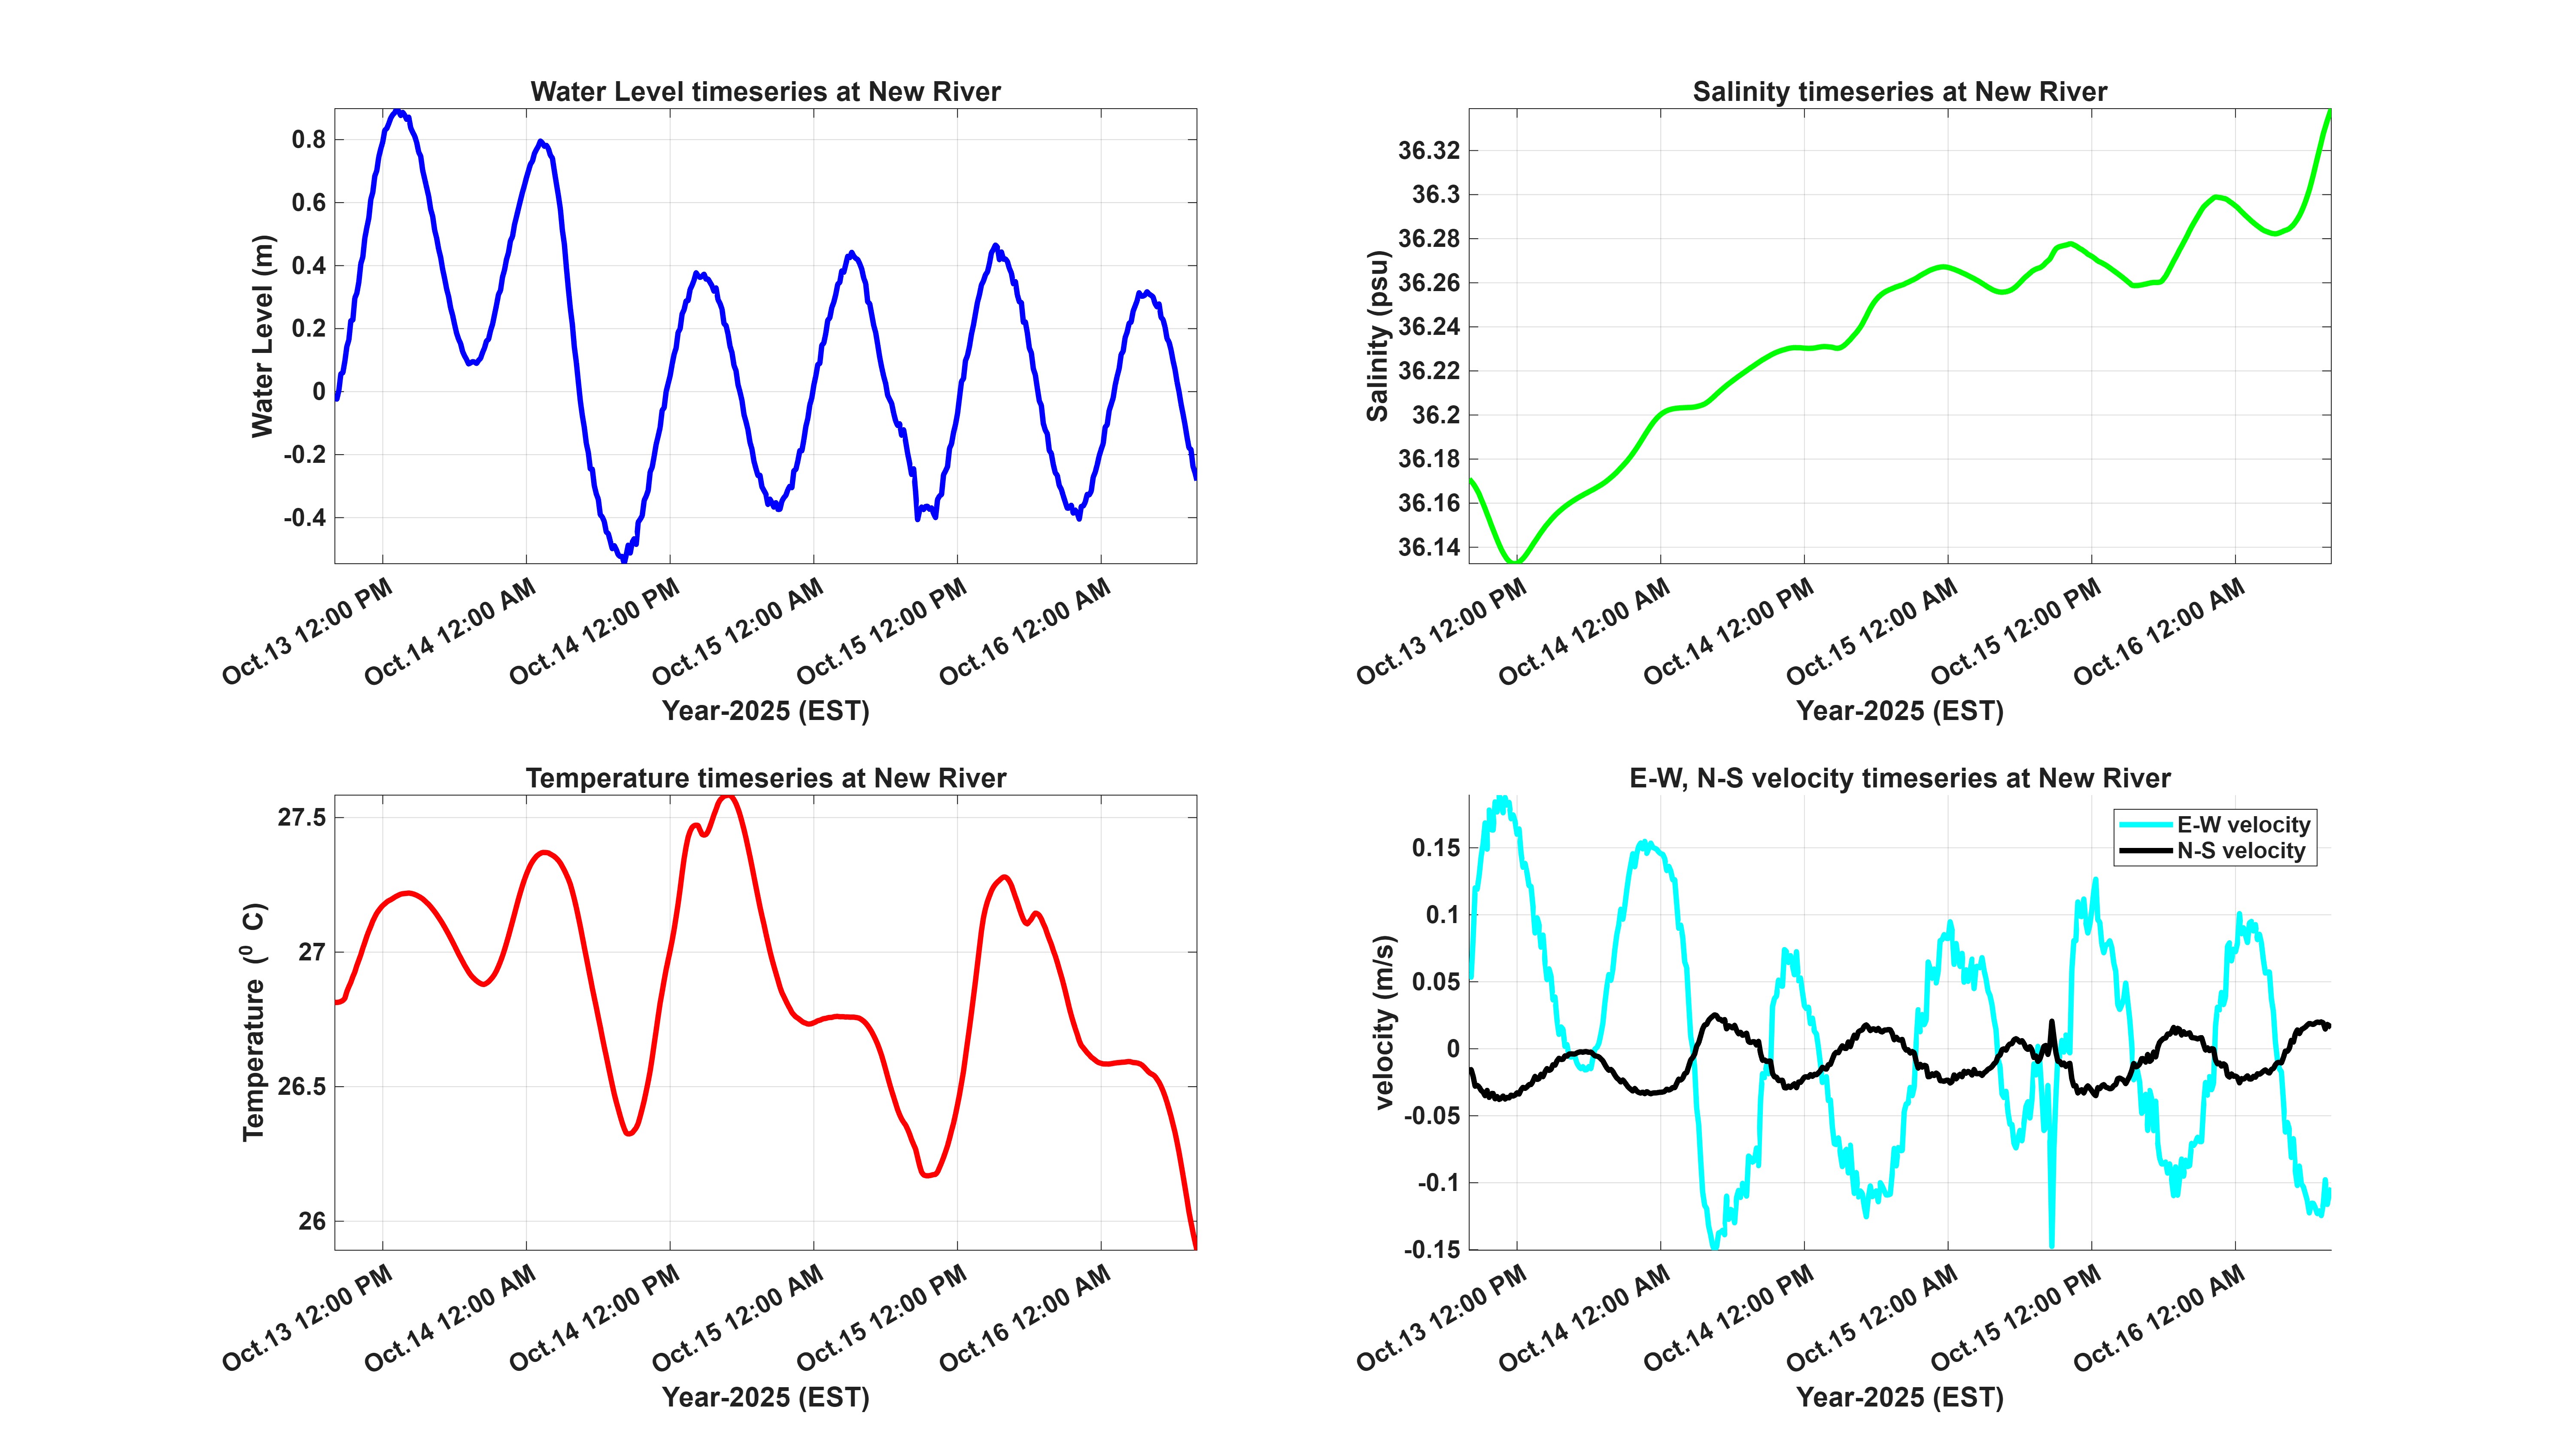 Water Level timeseries at New River
Water Level (m)
0.8
0.6
0.4
0.2
0
-0.2
-0.4
Oct.13 12:00 PM
Oct.14 12:00 AM
Oct.14 12:00 PM
Oct.15 12:00 AM
Oct.15 12:00 PM
Oct.16 12:00 AM
Year-2025 (EST)
Salinity timeseries at New River
Salinity (psu)
36.32
36.3
36.28
36.26
36.24
36.22
36.2
36.18
36.16
36.14
Oct.13 12:00 PM
Oct.14 12:00 AM
Oct.14 12:00 PM
Oct.15 12:00 AM
Oct.15 12:00 PM
Oct.16 12:00 AM
Year-2025 (EST)
Temperature timeseries at New River
Temperature (⁰ C)
27.5
27
26.5
26
Oct.13 12:00 PM
Oct.14 12:00 AM
Oct.14 12:00 PM
Oct.15 12:00 AM
Oct.15 12:00 PM
Oct.16 12:00 AM
Year-2025 (EST)
E-W, N-S velocity timeseries at New River
velocity (m/s)
0.15
0.1
0.05
0
-0.05
-0.1
-0.15
E-W velocity
N-S velocity
Oct.13 12:00 PM
Oct.14 12:00 AM
Oct.14 12:00 PM
Oct.15 12:00 AM
Oct.15 12:00 PM
Oct.16 12:00 AM
Year-2025 (EST)